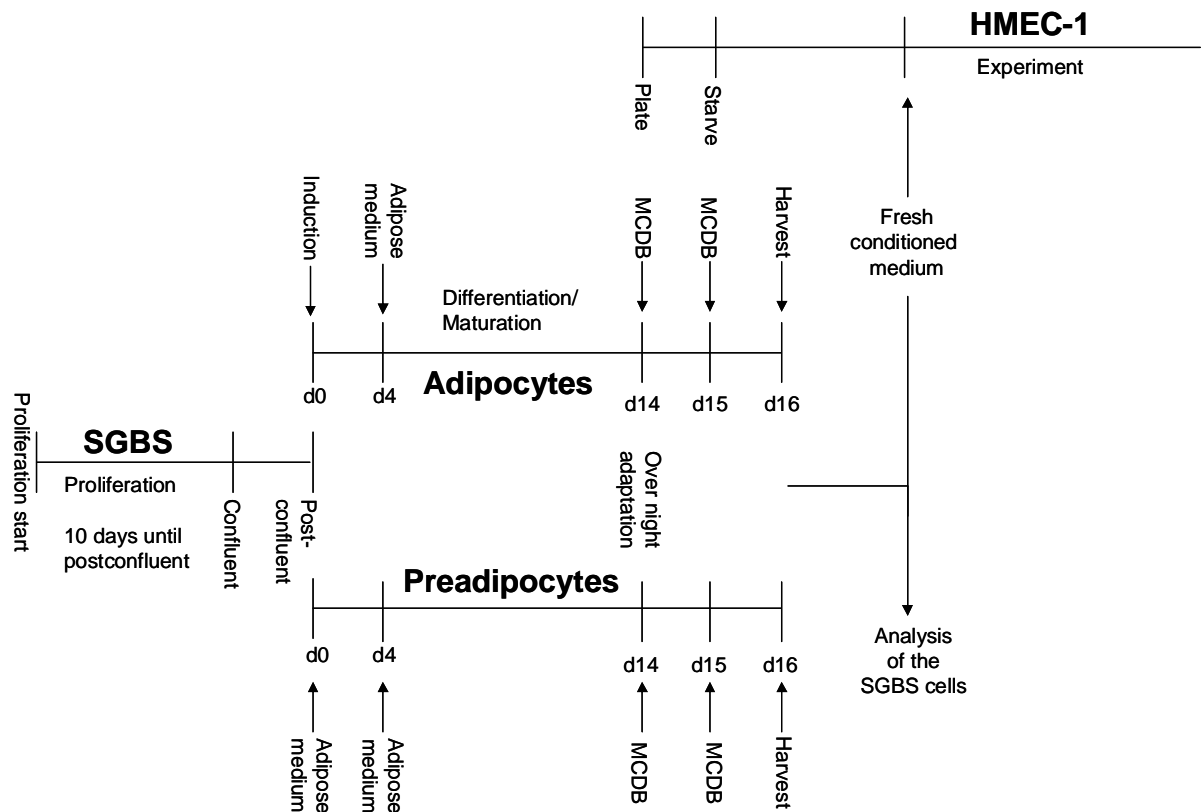 HMEC-1
Experiment
Plate
Starve
Induction
Adipose
medium
MCDB
MCDB
Harvest
Fresh
conditioned
medium
Differentiation/
Maturation
d0
d4
Adipocytes
d14
d15
d16
Proliferation start
SGBS
Proliferation
10 days until
postconfluent
Confluent
Post-
confluent
Over night
adaptation
Preadipocytes
d0
d4
d14
d15
d16
Analysis
of the
SGBS cells
Adipose
medium
Adipose
medium
MCDB
MCDB
Harvest